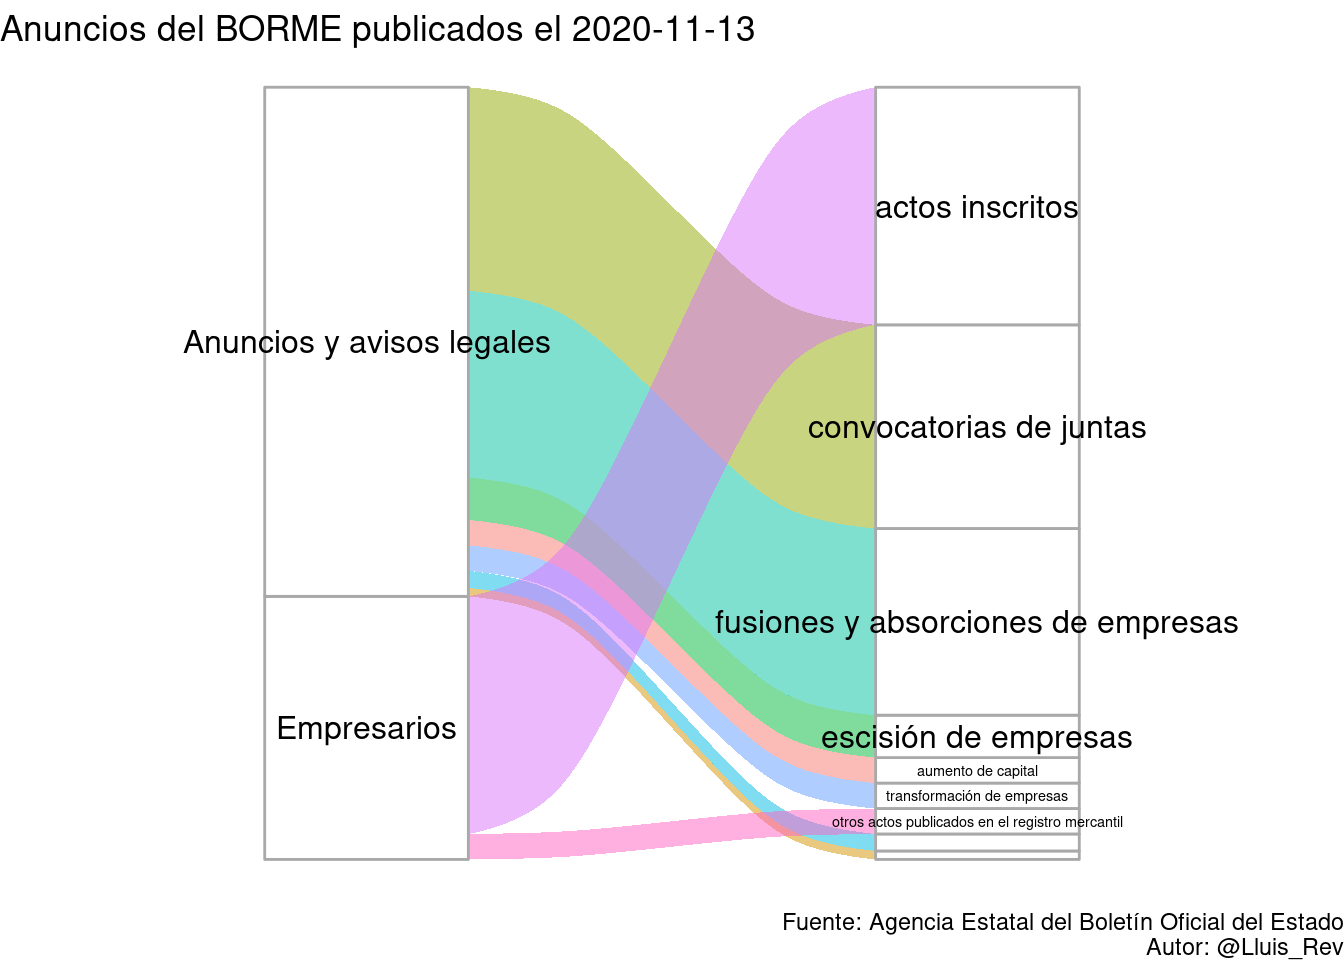 Anuncios del BORME publicados el 2020-11-13
Anuncios y avisos legales
Empresarios
actos inscritos
convocatorias de juntas
fusiones y absorciones de empresas
escisión de empresas
aumento de capital
transformación de empresas
otros actos publicados en el registro mercantil
Fuente: Agencia Estatal del Boletín Oficial del Estado
Autor: @Lluis_Rev